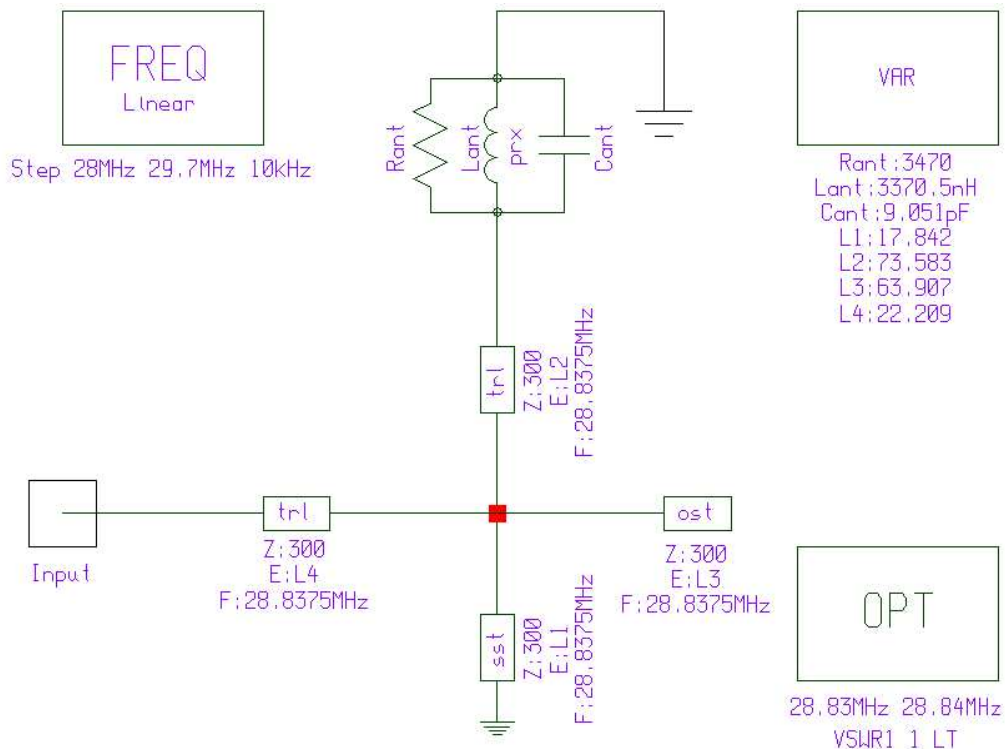 FREQ
Linear
Step 28MHz 29.7MHz 10kHz
Rant
Lant
prx
Cant
VAR
Rant:3470
Lant:3370.5nH
Cant:9.051pF
L1:17.842
L2:73.583
L3:63.907
L4:22.209
trl
Z:300
E:L2
F:28.8375MHz
Input
trl
Z:300
E:L4
F:28.8375MHz
ost
Z:300
E:L3
F:28.8375MHz
sst
Z:300
E:L1
F:28.8375MHz
OPT
28.83MHz 28.84MHz
VSWR1 1 LT